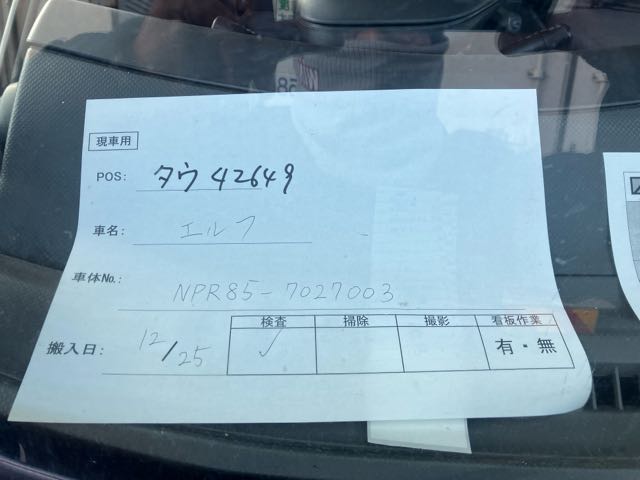 現車用
POS: タウ 42649
車名: エルフ
車体No.: NPR85-7027003
搬入日: 12/25
検査 掃除 撮影 看板作業
✓ 有・無